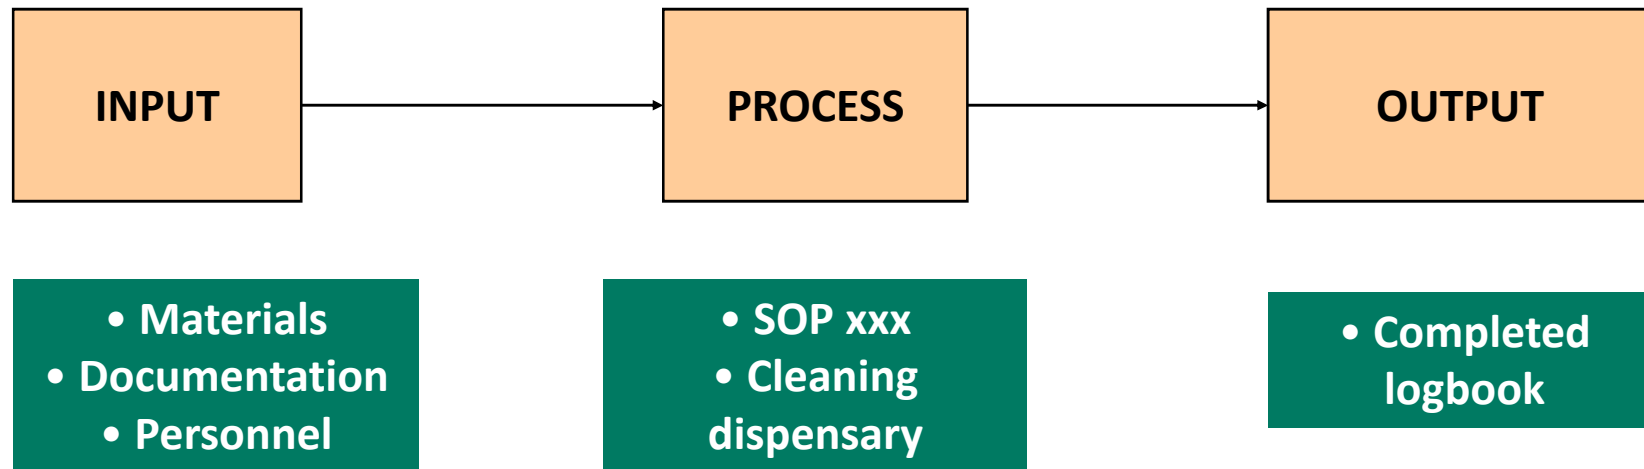 INPUT
PROCESS
OUTPUT
• Materials
• Documentation
• Personnel
• SOP xxx
• Cleaning
dispensary
• Completed
logbook